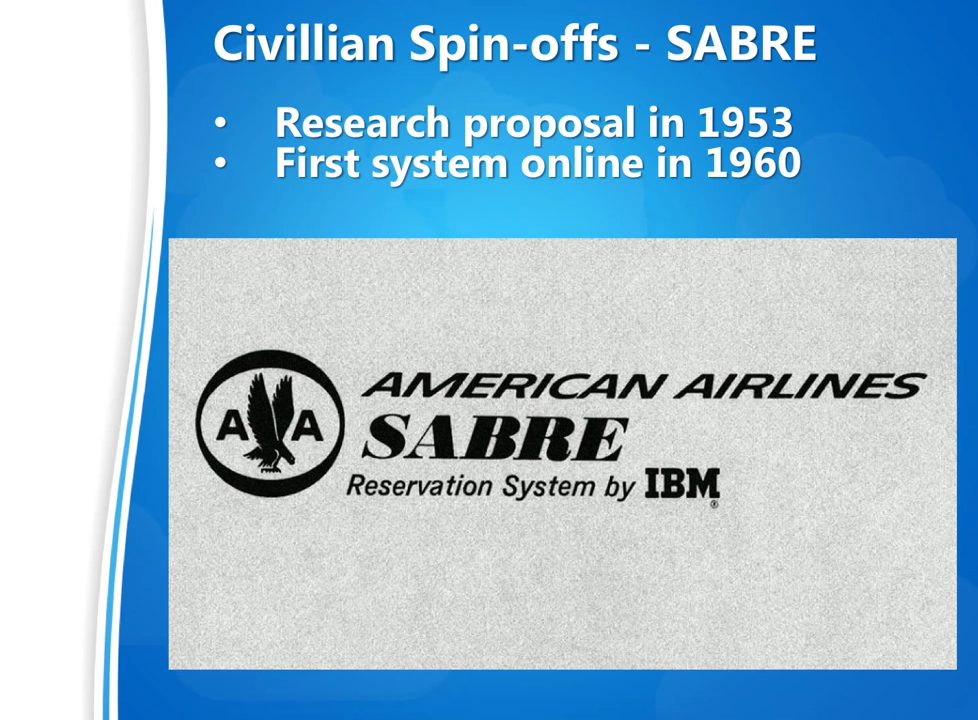 Civillian Spin-offs - SABRE
• Research proposal in 1953
• First system online in 1960
AMERICAN AIRLINES
A A
SABRE
Reservation System by IBM®